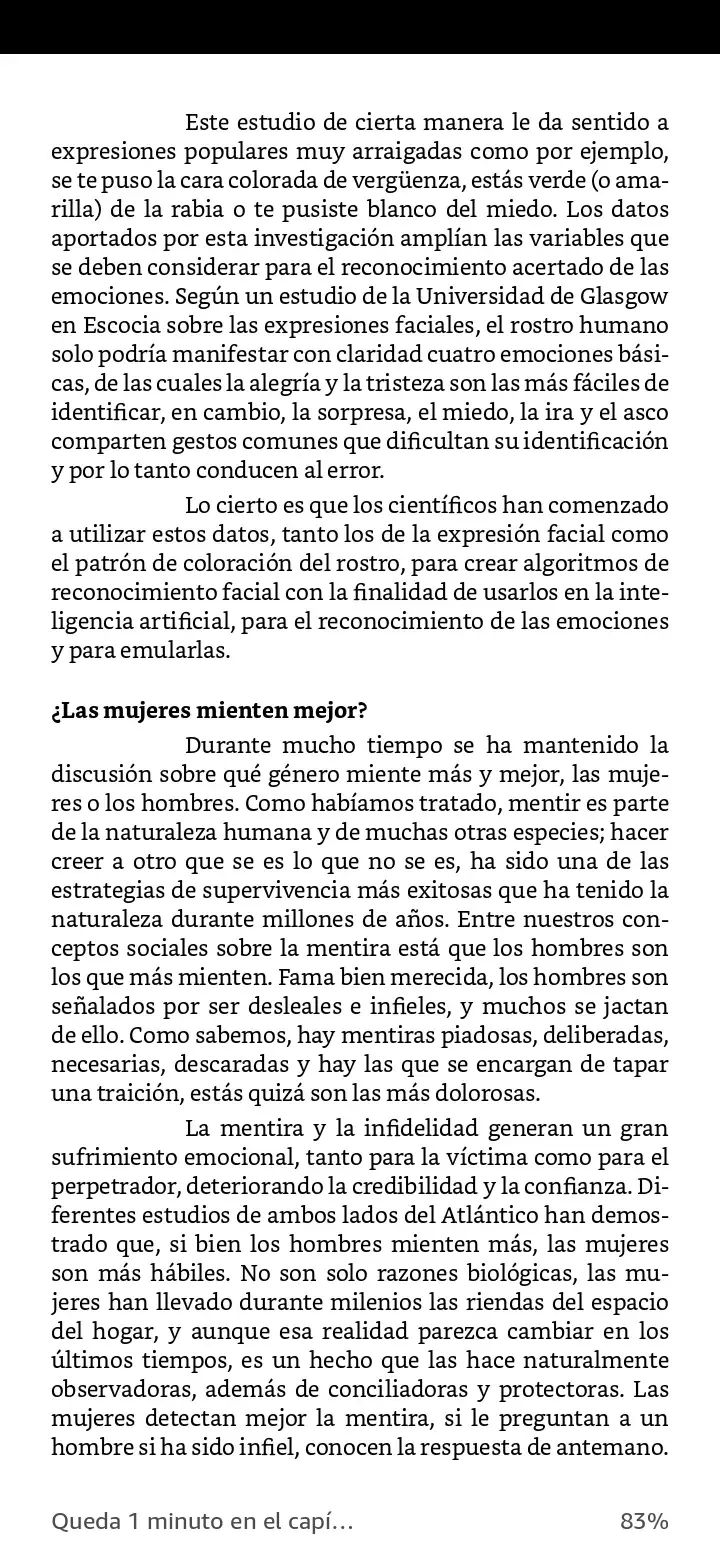 Este estudio de cierta manera le da sentido a
expresiones populares muy arraigadas como por ejemplo,
se te puso la cara colorada de vergüenza, estás verde (o ama-
rilla) de la rabia o te pusiste blanco del miedo. Los datos
aportados por esta investigación amplían las variables que
se deben considerar para el reconocimiento acertado de las
emociones. Según un estudio de la Universidad de Glasgow
en Escocia sobre las expresiones faciales, el rostro humano
solo podría manifestar con claridad cuatro emociones bási-
cas, de las cuales la alegría y la tristeza son las más fáciles de
identificar, en cambio, la sorpresa, el miedo, la ira y el asco
comparten gestos comunes que dificultan su identificación
y por lo tanto conducen al error.
Lo cierto es que los científicos han comenzado
a utilizar estos datos, tanto los de la expresión facial como
el patrón de coloración del rostro, para crear algoritmos de
reconocimiento facial con la finalidad de usarlos en la inte-
ligencia artificial, para el reconocimiento de las emociones
y para emularlas.
¿Las mujeres mienten mejor?
Durante mucho tiempo se ha mantenido la
discusión sobre qué género miente más y mejor, las muje-
res o los hombres. Como habíamos tratado, mentir es parte
de la naturaleza humana y de muchas otras especies; hacer
creer a otro que se es lo que no se es, ha sido una de las
estrategias de supervivencia más exitosas que ha tenido la
naturaleza durante millones de años. Entre nuestros con-
ceptos sociales sobre la mentira está que los hombres son
los que más mienten. Fama bien merecida, los hombres son
señalados por ser desleales e infieles, y muchos se jactan
de ello. Como sabemos, hay mentiras piadosas, deliberadas,
necesarias, descaradas y hay las que se encargan de tapar
una traición, estás quizá son las más dolorosas.
La mentira y la infidelidad generan un gran
sufrimiento emocional, tanto para la víctima como para el
perpetrador, deteriorando la credibilidad y la confianza. Di-
ferentes estudios de ambos lados del Atlántico han demos-
trado que, si bien los hombres mienten más, las mujeres
son más hábiles. No son solo razones biológicas, las mu-
jeres han llevado durante milenios las riendas del espacio
del hogar, y aunque esa realidad parezca cambiar en los
últimos tiempos, es un hecho que las hace naturalmente
observadoras, además de conciliadoras y protectoras. Las
mujeres detectan mejor la mentira, si le preguntan a un
hombre si ha sido infiel, conocen la respuesta de antemano.
Queda 1 minuto en el capí… 83%